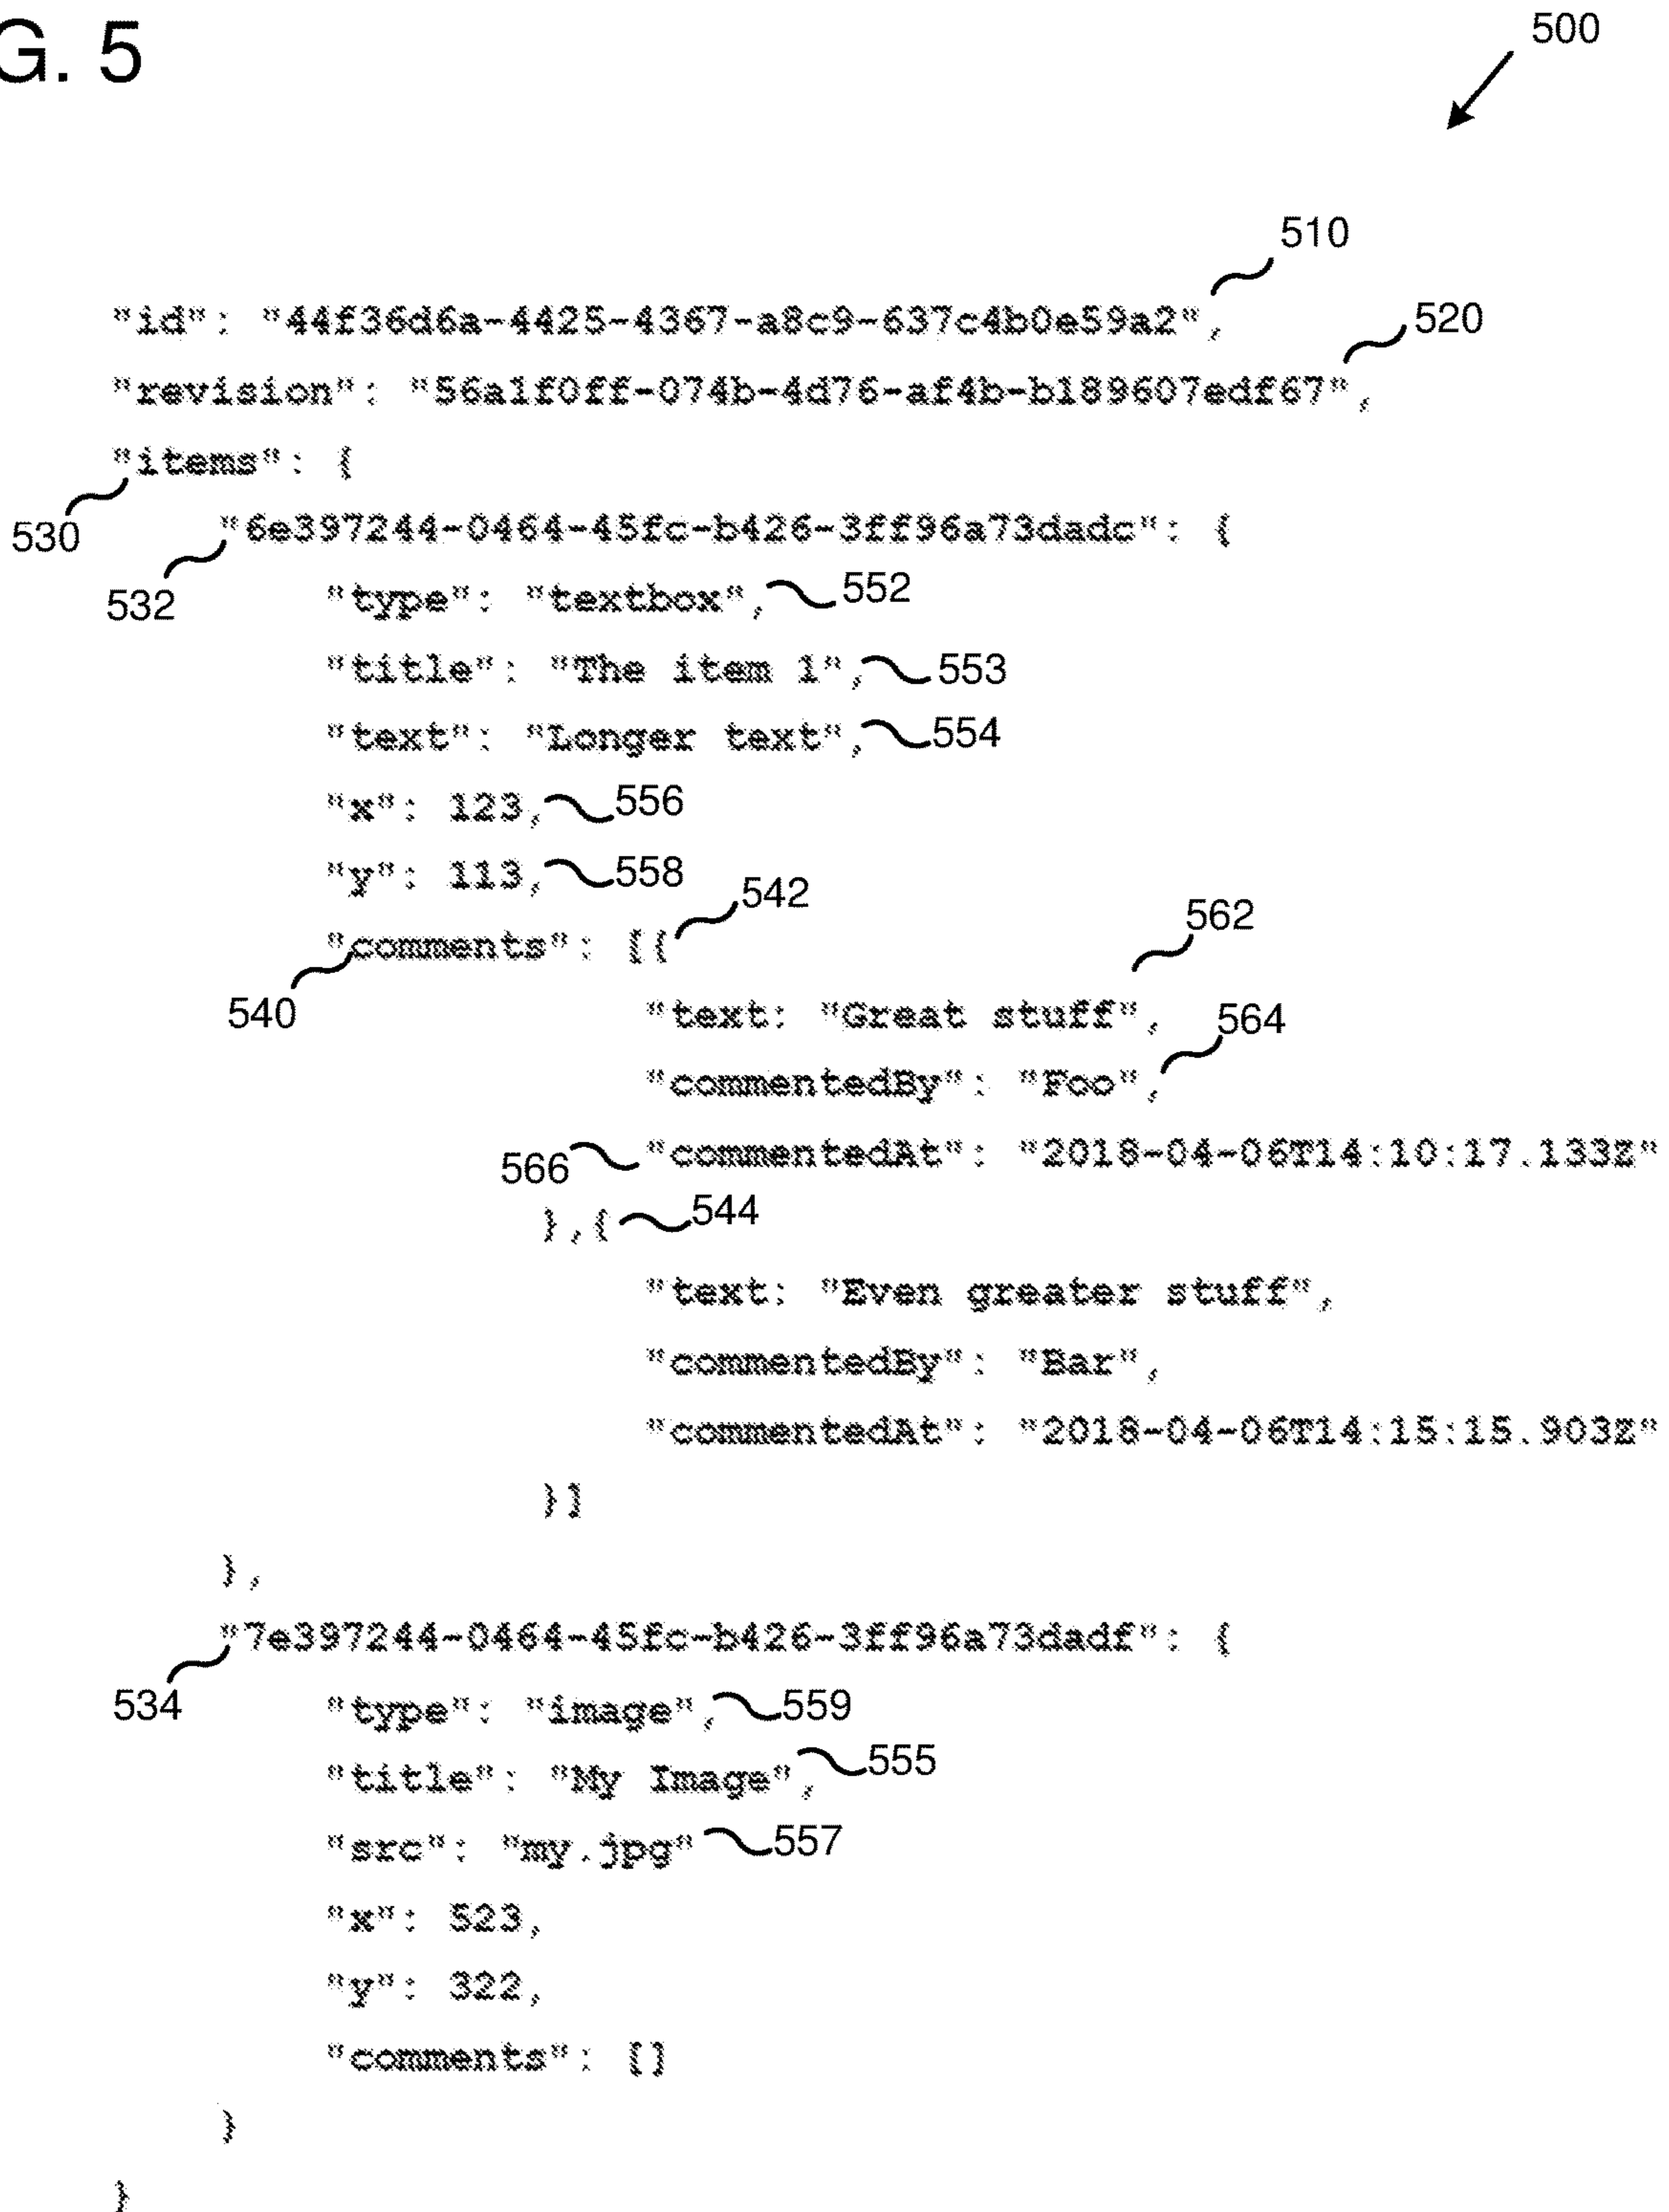 G. 5
500
510
"id": "44f36d6a-4425-4367-a8c9-637c4b0e59a2",
520
"revision": "56a1f0ff-074b-4d76-af4b-b189607edf67",
"items": {
530
"6e397244-0464-45fc-b426-3ff96a73dadc": {
532
"type": "textbox", 552
"title": "The item 1", 553
"text": "Longer text", 554
"x": 123, 556
"y": 113, 558
542
"comments": [{
540
562
"text: "Great stuff",
564
"commentedBy": "Foo",
566 "commentedAt": "2018-04-06T14:10:17.133Z"
},{ 544
"text: "Even greater stuff",
"commentedBy": "Bar",
"commentedAt": "2018-04-06T14:15:15.903Z"
}]
},
"7e397244-0464-45fc-b426-3ff96a73dadf": {
534
"type": "image", 559
"title": "My Image", 555
"src": "my.jpg" 557
"x": 523,
"y": 322,
"comments": []
}
}